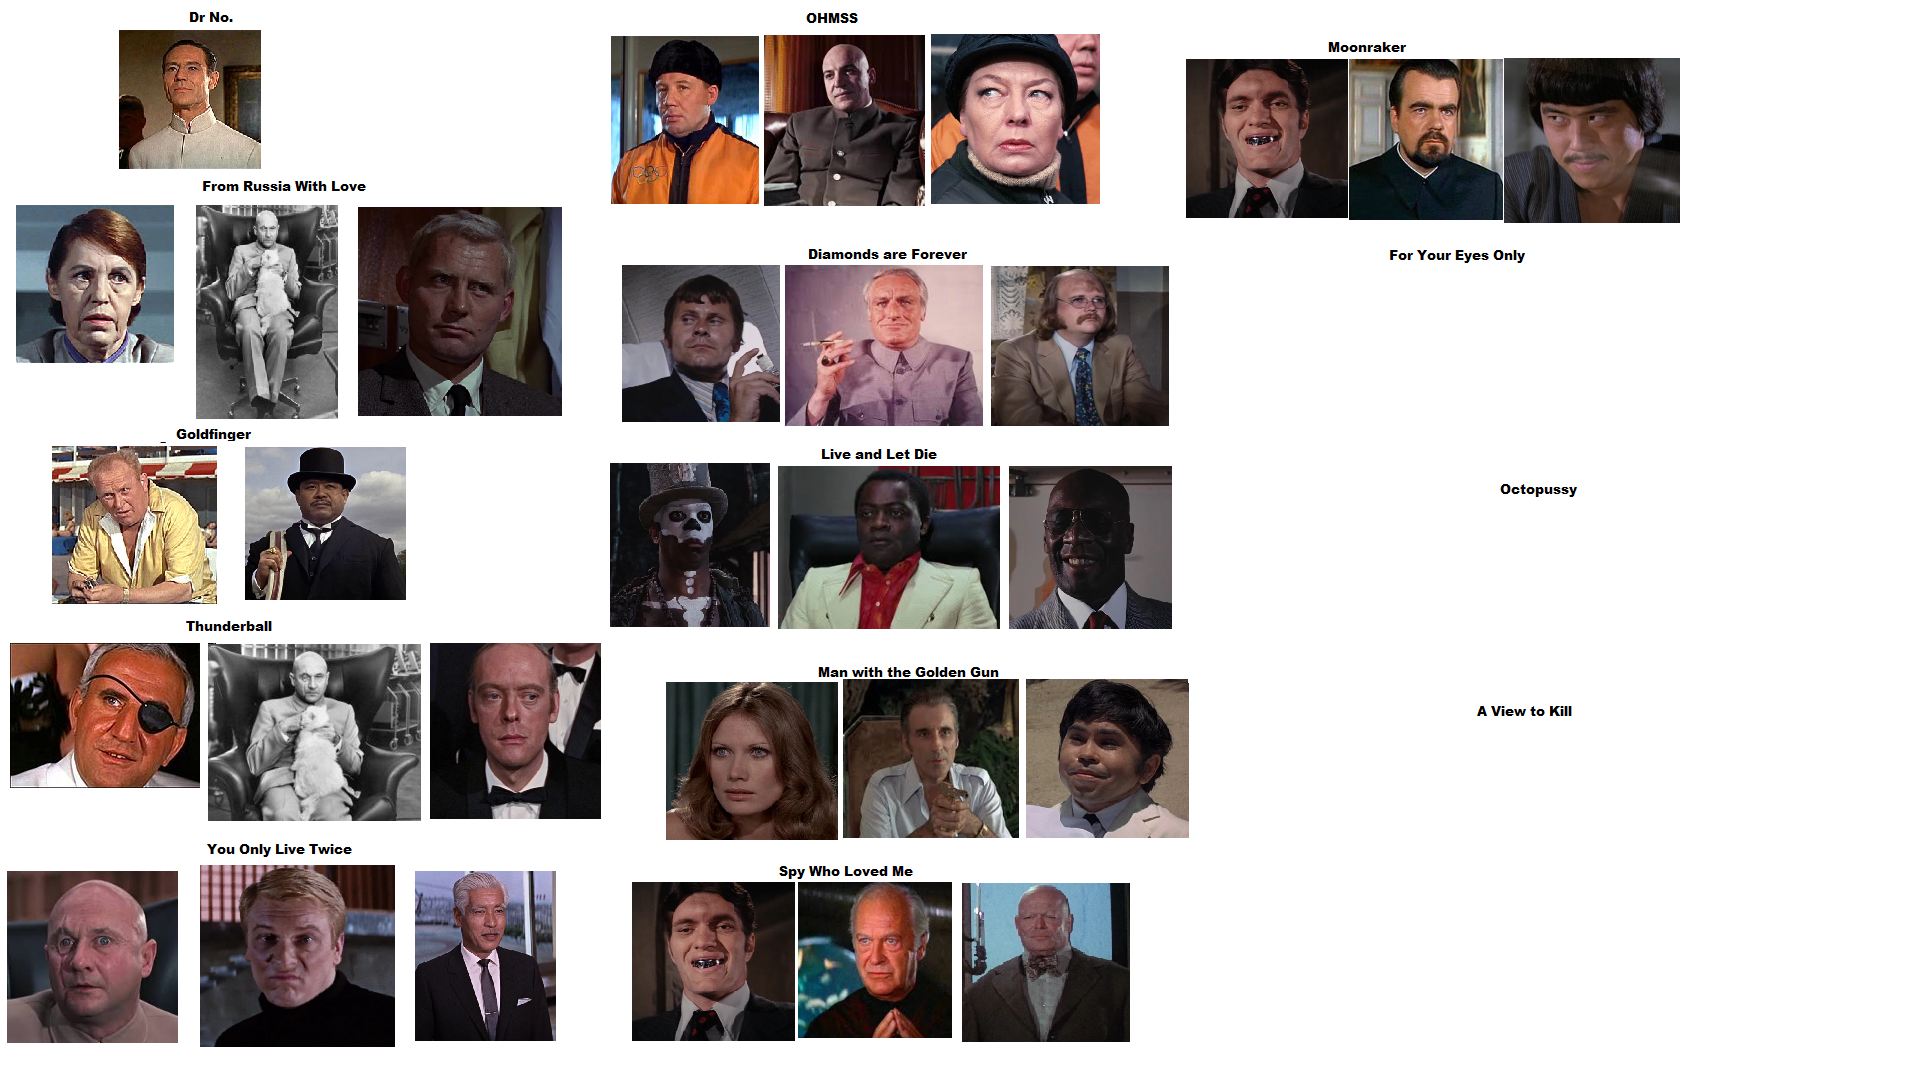 Dr No.
From Russia With Love
Goldfinger
Thunderball
You Only Live Twice
OHMSS
Diamonds are Forever
Live and Let Die
Man with the Golden Gun
Spy Who Loved Me
Moonraker
For Your Eyes Only
Octopussy
A View to Kill